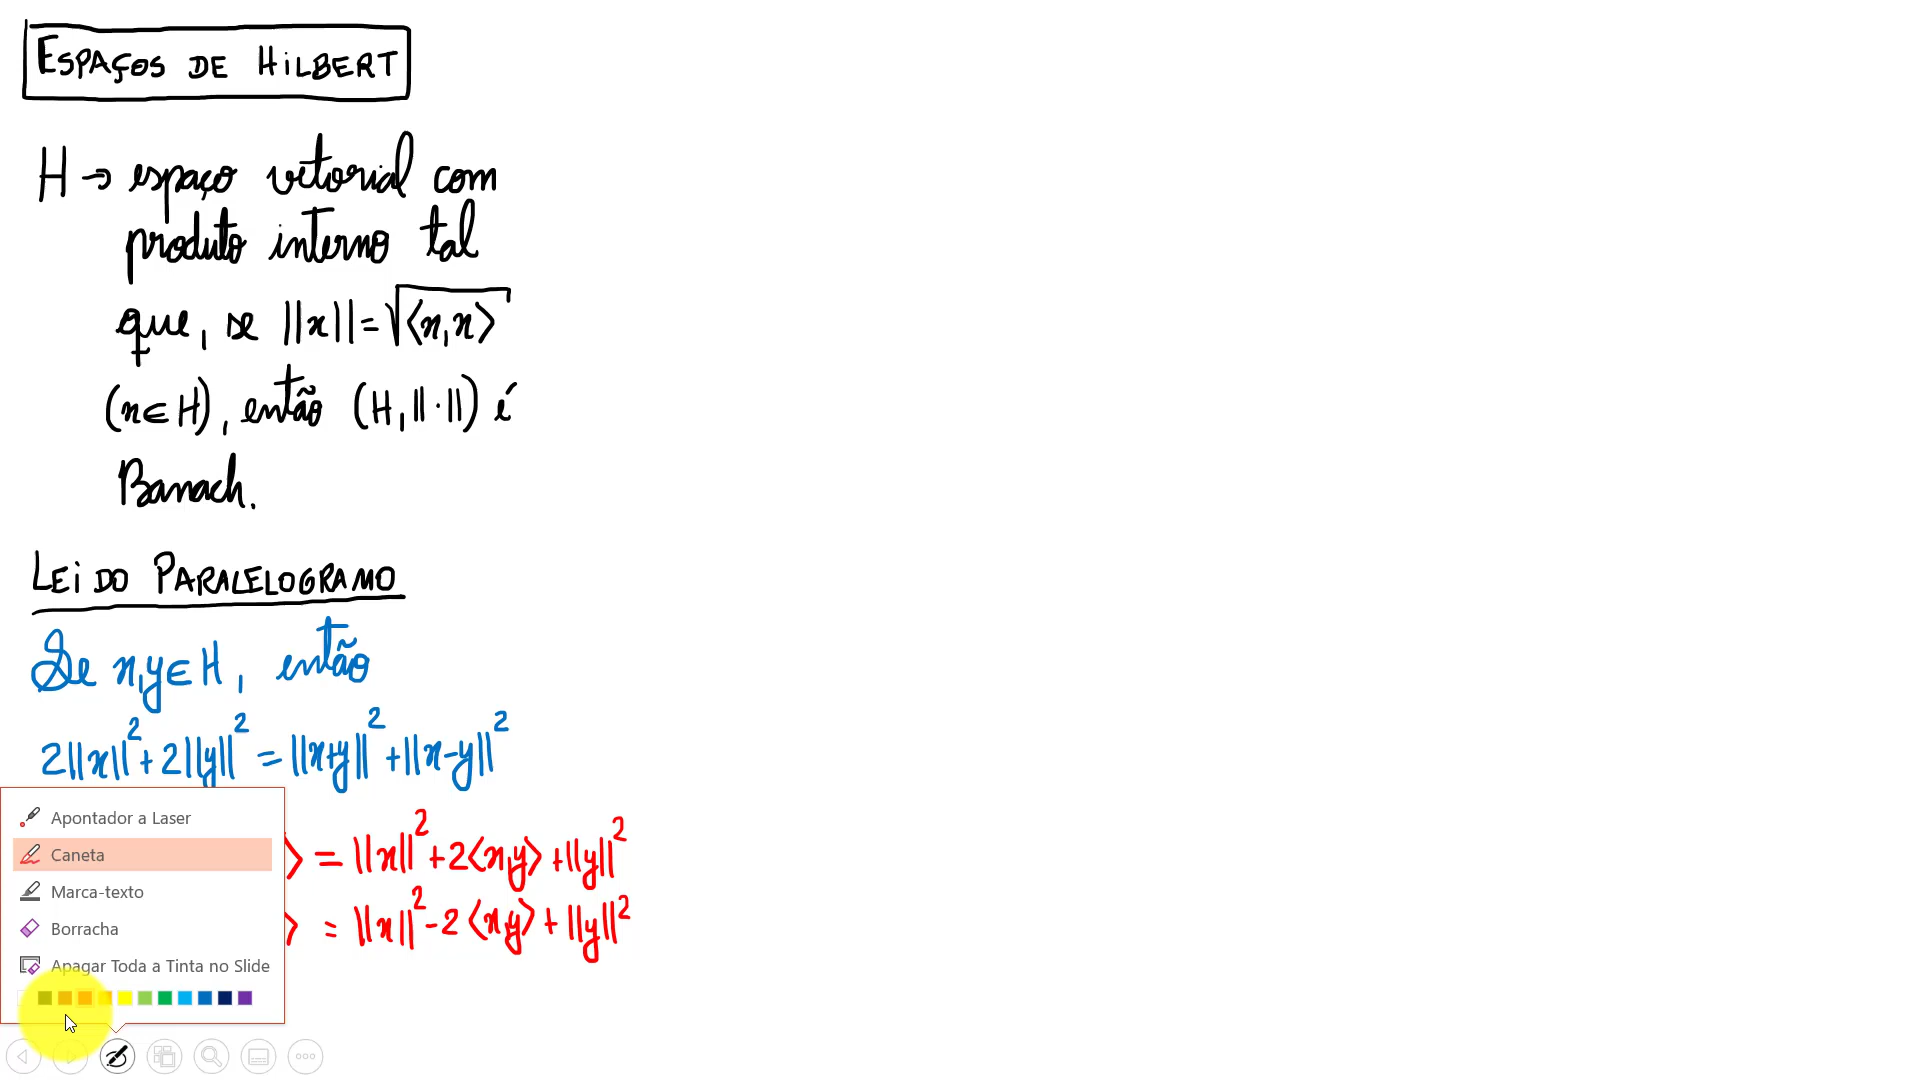 ESPAÇOS DE HILBERT
H → espaço vetorial com
produto interno tal
que, se ||x|| = √⟨x,x⟩
(x ∈ H), então (H, ||·||) é
Banach.
LEI DO PARALELOGRAMO
Se x,y ∈ H, então
2||x||² + 2||y||² = ||x+y||² + ||x-y||²
⟩ = ||x||² + 2⟨x,y⟩ + ||y||²
⟩ = ||x||² - 2⟨x,y⟩ + ||y||²
Apontador a Laser
Caneta
Marca-texto
Borracha
Apagar Toda a Tinta no Slide